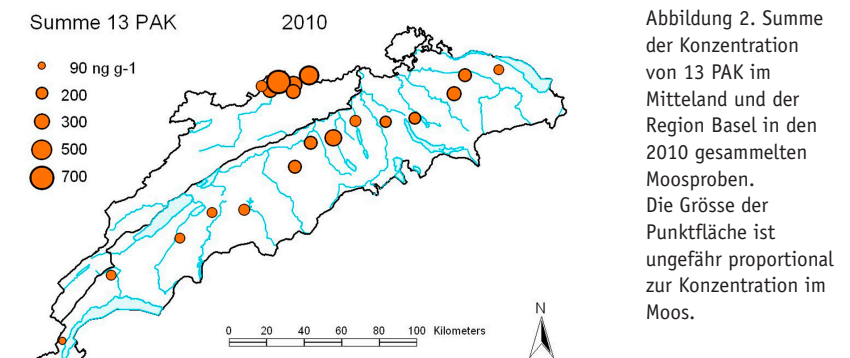 Summe 13 PAK 2010
90 ng g-1
200
300
500
700
0 20 40 60 80 100 Kilometers
N
Abbildung 2. Summe
der Konzentration
von 13 PAK im
Mitteland und der
Region Basel in den
2010 gesammelten
Moosproben.
Die Grösse der
Punktfläche ist
ungefähr proportional
zur Konzentration im
Moos.